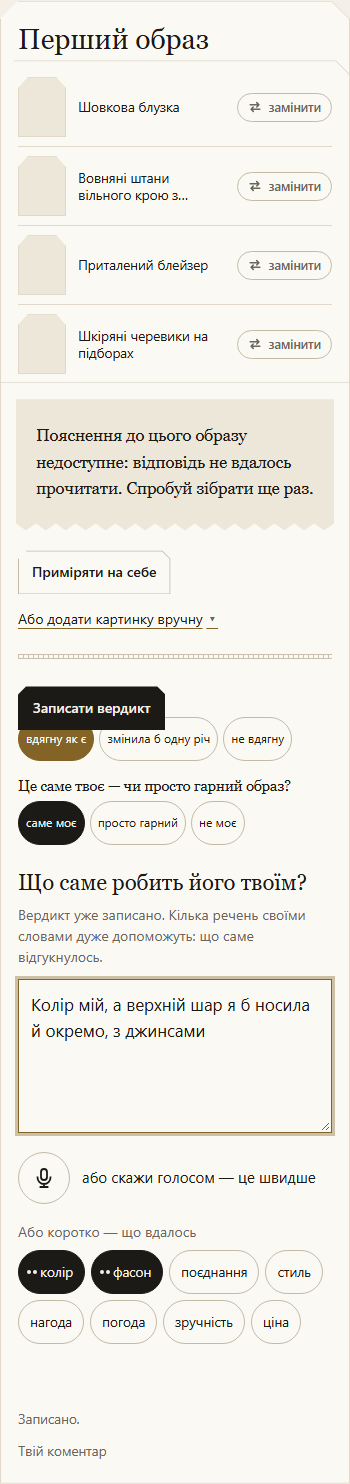 Перший образ
Шовкова блузка
замінити
Вовняні штани
вільного крою з...
замінити
Приталений блейзер
замінити
Шкіряні черевики на
підборах
замінити
Пояснення до цього образу
недоступне: відповідь не вдалось
прочитати. Спробуй зібрати ще раз.
Приміряти на себе
Або додати картинку вручну
Записати вердикт
вдягну як є
змінила б одну річ
не вдягну
Це саме твоє — чи просто гарний образ?
саме моє
просто гарний
не моє
Що саме робить його твоїм?
Вердикт уже записано. Кілька речень своїми
словами дуже допоможуть: що саме
відгукнулось.
Колір мій, а верхній шар я б носила
й окремо, з джинсами
або скажи голосом — це швидше
Або коротко — що вдалось
колір
фасон
поєднання
стиль
нагода
погода
зручність
ціна
Записано.
Твій коментар